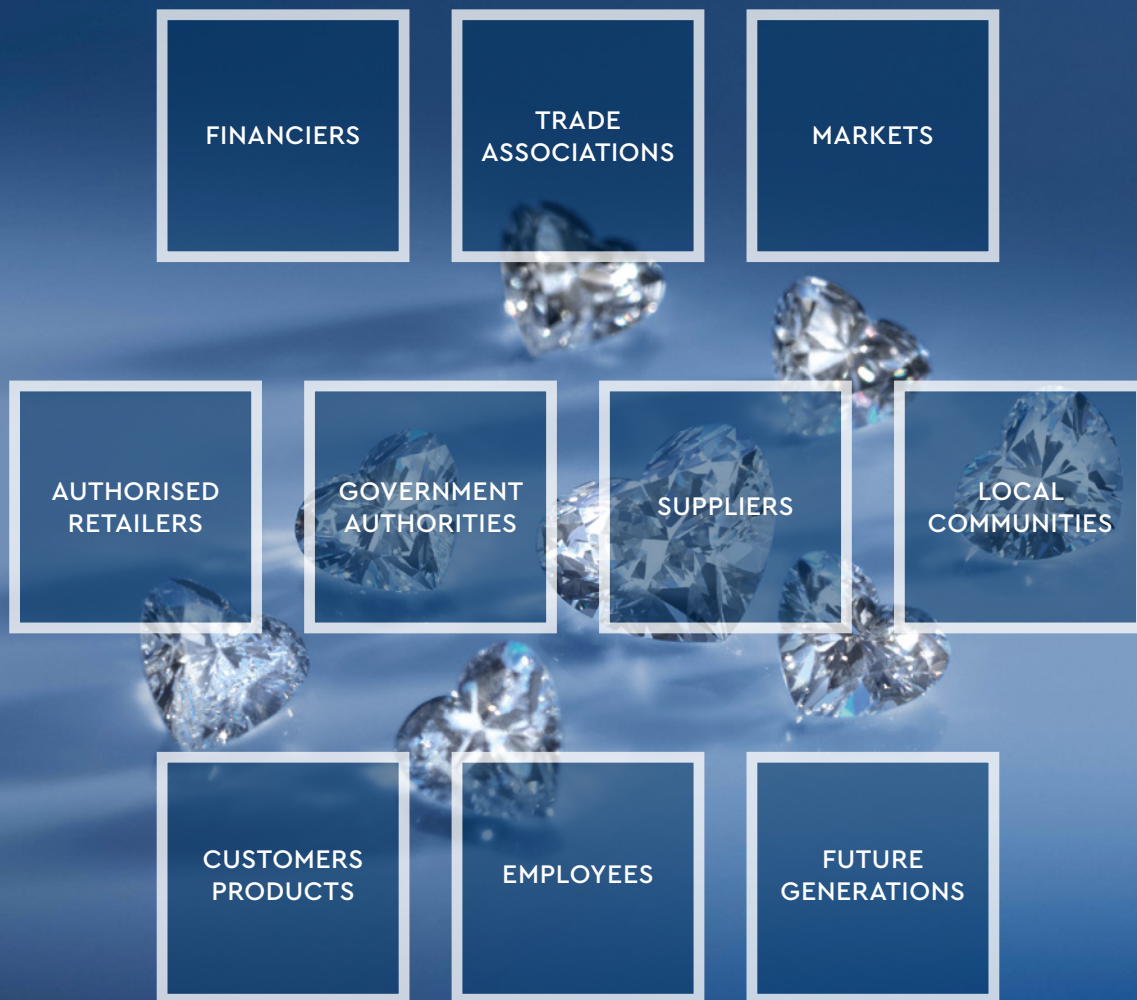 FINANCIERS
TRADE
ASSOCIATIONS
MARKETS
AUTHORISED
RETAILERS
GOVERNMENT
AUTHORITIES
SUPPLIERS
LOCAL
COMMUNITIES
CUSTOMERS
PRODUCTS
EMPLOYEES
FUTURE
GENERATIONS